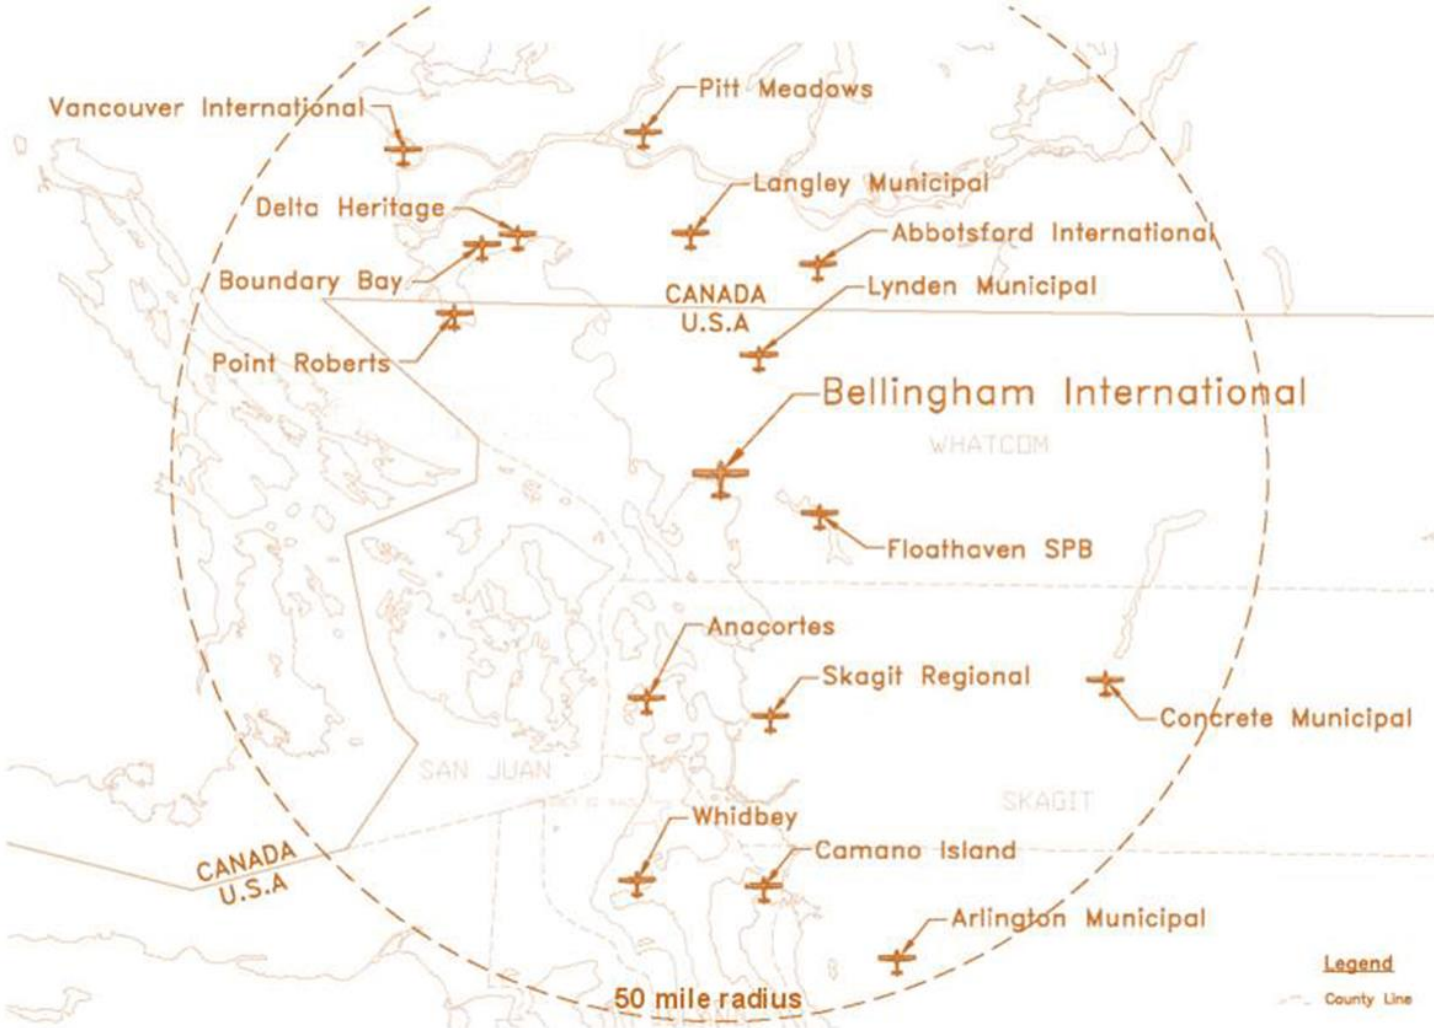 Pitt Meadows
Vancouver International
Langley Municipal
Delta Heritage
Abbotsford International
Boundary Bay
CANADA
U.S.A
Lynden Municipal
Point Roberts
Bellingham International
WHATCOM
Floathaven SPB
Anacortes
Skagit Regional
Concrete Municipal
SAN JUAN
SKAGIT
Whidbey
Camano Island
CANADA
U.S.A
Arlington Municipal
Legend
50 mile radius
County Line